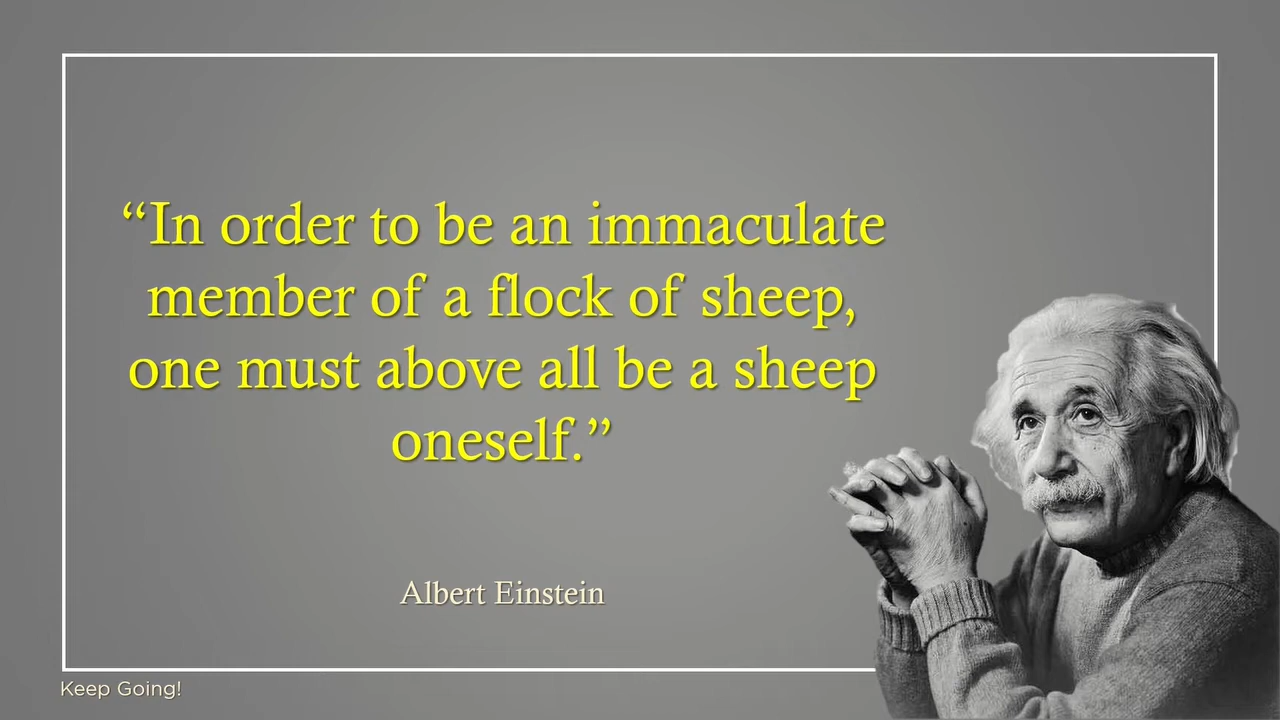 “In order to be an immaculate
member of a flock of sheep,
one must above all be a sheep
oneself.”
Albert Einstein
Keep Going!